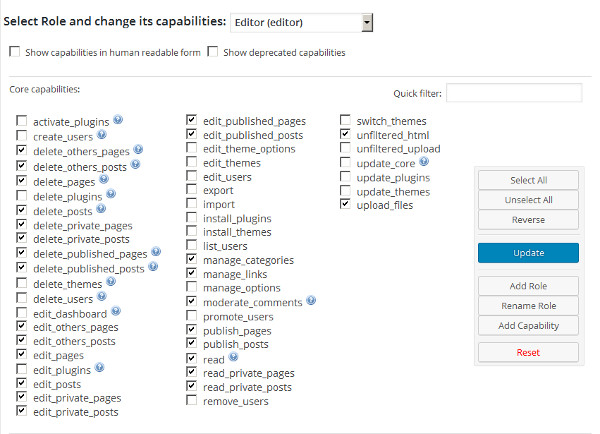 Select Role and change its capabilities: Editor (editor)
Show capabilities in human readable form Show deprecated capabilities
Core capabilities:
Quick filter:
activate_plugins
create_users
delete_others_pages
delete_others_posts
delete_pages
delete_plugins
delete_posts
delete_private_pages
delete_private_posts
delete_published_pages
delete_published_posts
delete_themes
delete_users
edit_dashboard
edit_others_pages
edit_others_posts
edit_pages
edit_plugins
edit_posts
edit_private_pages
edit_private_posts
edit_published_pages
edit_published_posts
edit_theme_options
edit_themes
edit_users
export
import
install_plugins
install_themes
list_users
manage_categories
manage_links
manage_options
moderate_comments
promote_users
publish_pages
publish_posts
read
read_private_pages
read_private_posts
remove_users
switch_themes
unfiltered_html
unfiltered_upload
update_core
update_plugins
update_themes
upload_files
Select All
Unselect All
Reverse
Update
Add Role
Rename Role
Add Capability
Reset